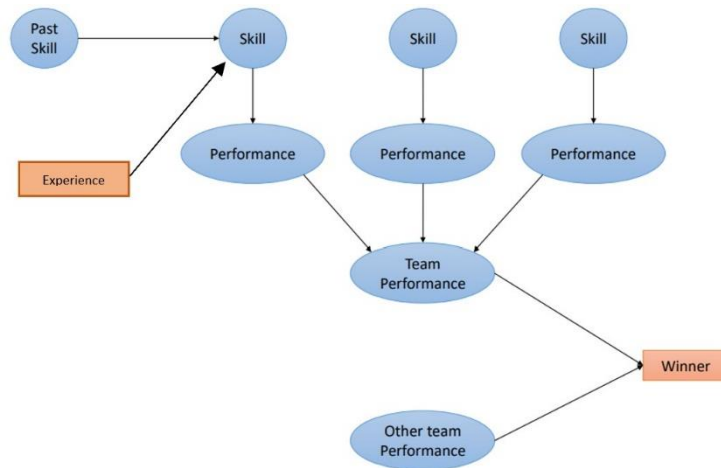 Past
Skill
Skill
Skill
Skill
Performance
Performance
Performance
Experience
Team
Performance
Winner
Other team
Performance